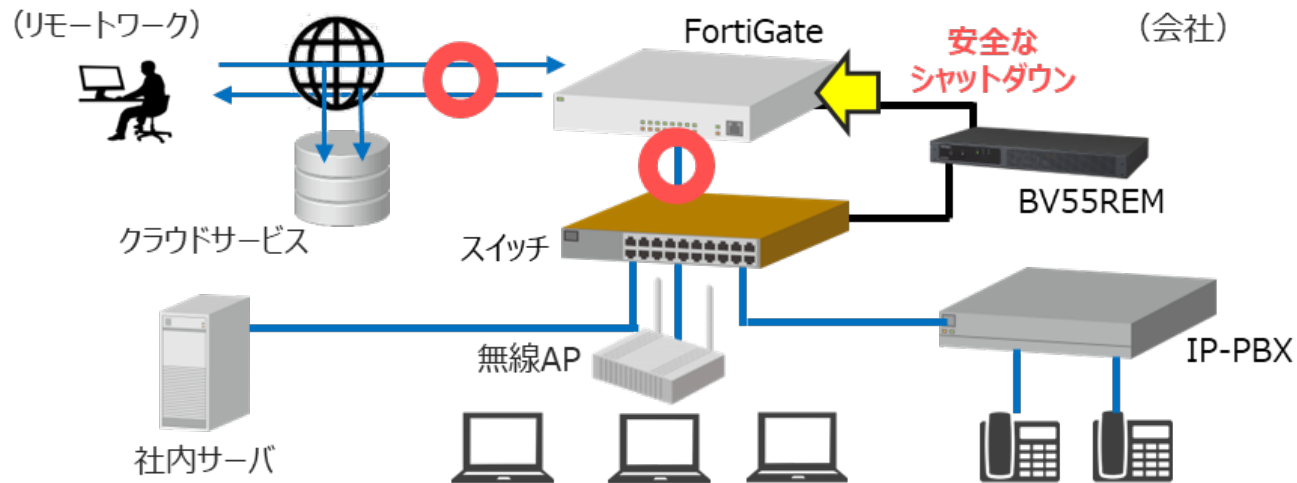 （リモートワーク）
FortiGate
安全な
シャットダウン
（会社）
クラウドサービス
スイッチ
BV55REM
無線AP
IP-PBX
社内サーバ